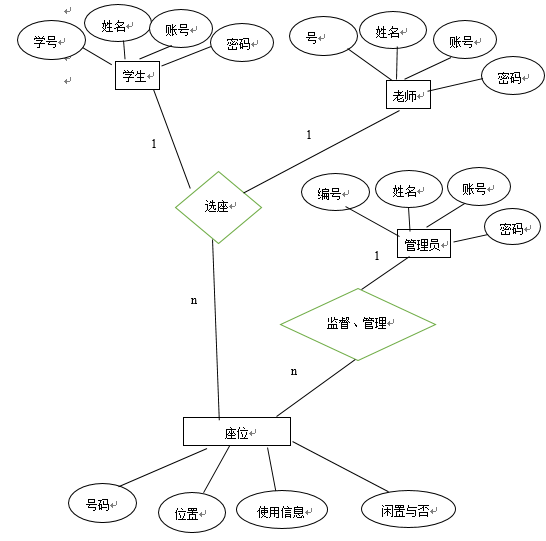 学号
姓名
账号
密码
学生
号
姓名
账号
密码
老师
1
1
选座
编号
姓名
账号
密码
管理员
1
监督、管理
n
n
座位
号码
位置
使用信息
闲置与否